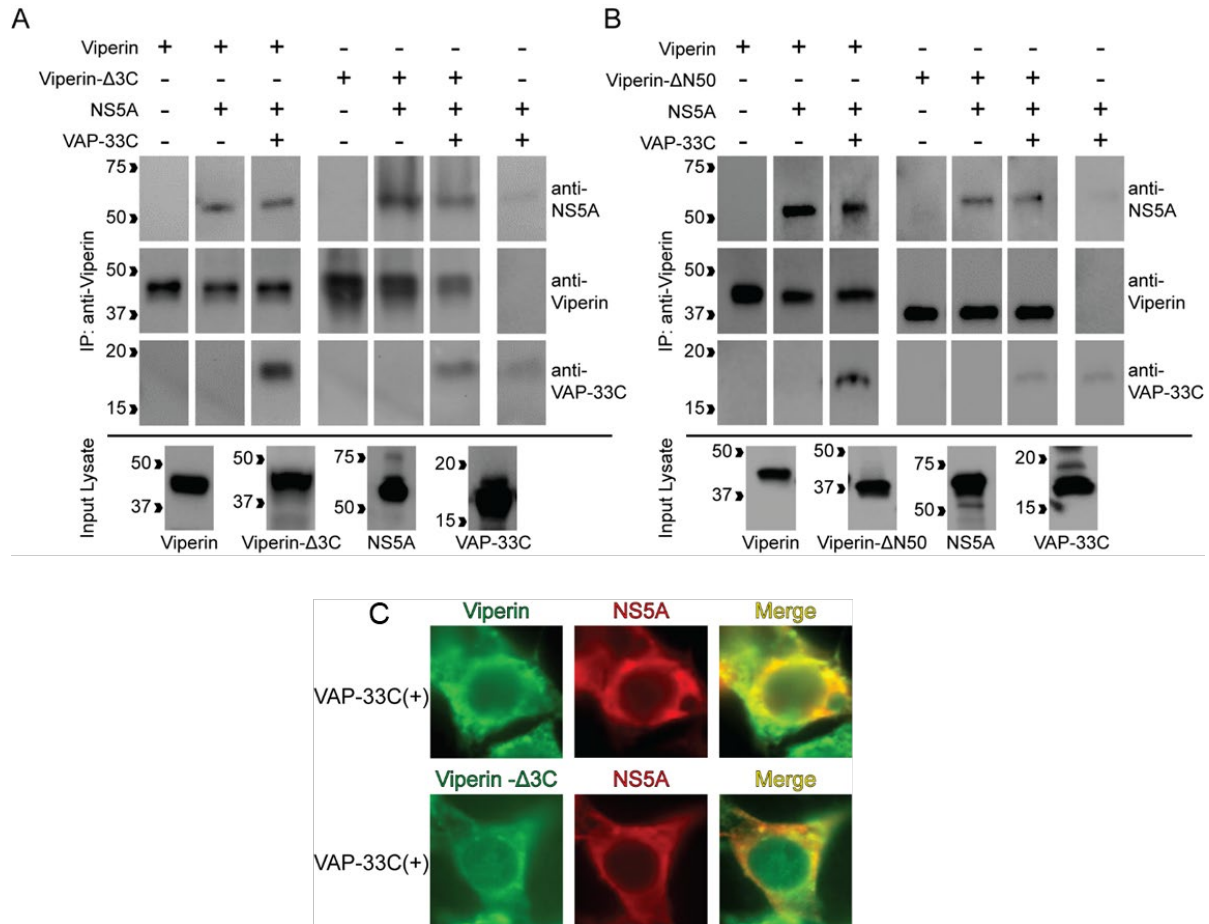 A
Viperin + + + - - - -
Viperin-Δ3C - - - + + + -
NS5A - + + - + + +
VAP-33C - - + - - + +
IP: anti-Viperin
75
50
anti-
NS5A
50
37
anti-
Viperin
20
15
anti-
VAP-33C
Input Lysate
50
37
Viperin
50
37
Viperin-Δ3C
75
50
NS5A
20
15
VAP-33C
B
Viperin + + + - - - -
Viperin-ΔN50 - - - + + + -
NS5A - + + - + + +
VAP-33C - - + - - + +
IP: anti-Viperin
75
50
anti-
NS5A
50
37
anti-
Viperin
20
15
anti-
VAP-33C
Input Lysate
50
37
Viperin
50
37
Viperin-ΔN50
75
50
NS5A
20
15
VAP-33C
C
Viperin NS5A Merge
VAP-33C(+)
Viperin -Δ3C NS5A Merge
VAP-33C(+)